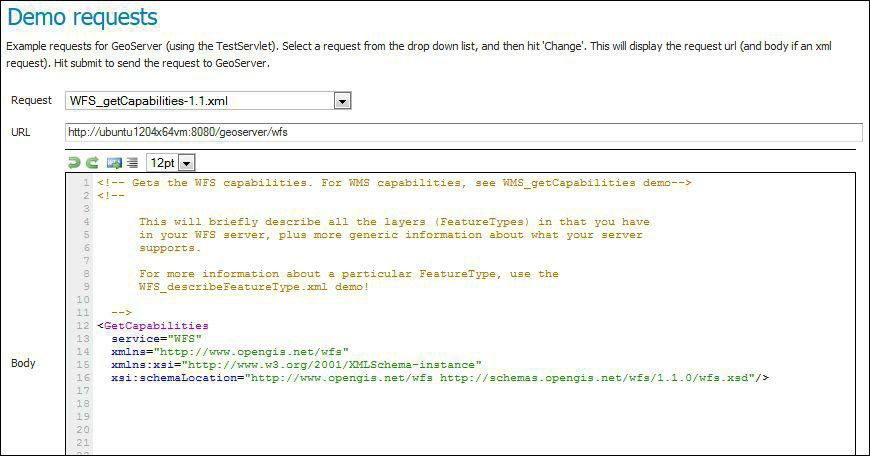 Demo requests
Example requests for GeoServer (using the TestServlet). Select a request from the drop down list, and then hit 'Change'. This will display the request url (and body if an xml
request). Hit submit to send the request to GeoServer.
Request WFS_getCapabilities-1.1.xml
URL http://ubuntu1204x64vm:8080/geoserver/wfs
12pt
1 <!-- Gets the WFS capabilities. For WMS capabilities, see WMS_getCapabilities demo-->
2 <!--
3
4 This will briefly describe all the layers (FeatureTypes) in that you have
5 in your WFS server, plus more generic information about what your server
6 supports.
7
8 For more information about a particular FeatureType, use the
9 WFS_describeFeatureType.xml demo!
10
11 -->
12 <GetCapabilities
13 service="WFS"
14 xmlns="http://www.opengis.net/wfs"
Body
15 xmlns:xsi="http://www.w3.org/2001/XMLSchema-instance"
16 xsi:schemaLocation="http://www.opengis.net/wfs http://schemas.opengis.net/wfs/1.1.0/wfs.xsd"/>
17
18
19
20
21